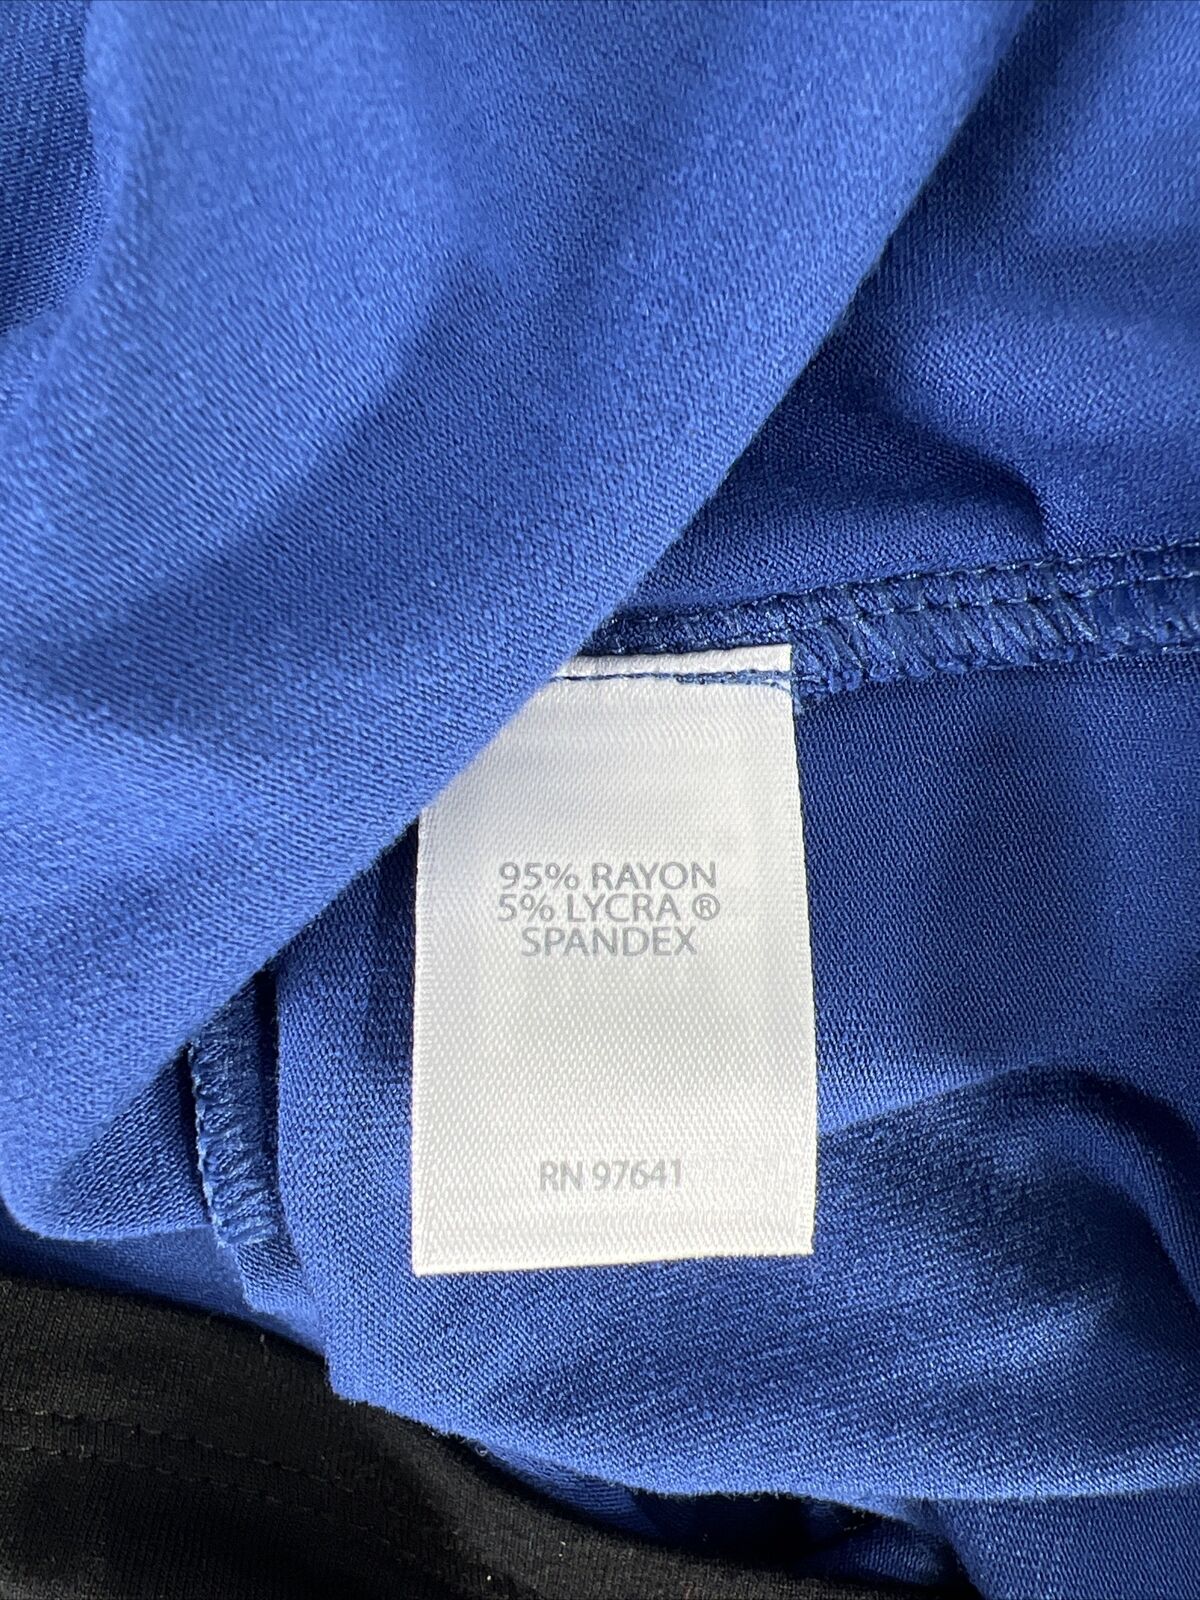 95% RAYON
5% LYCRA ®
SPANDEX
RN 97641